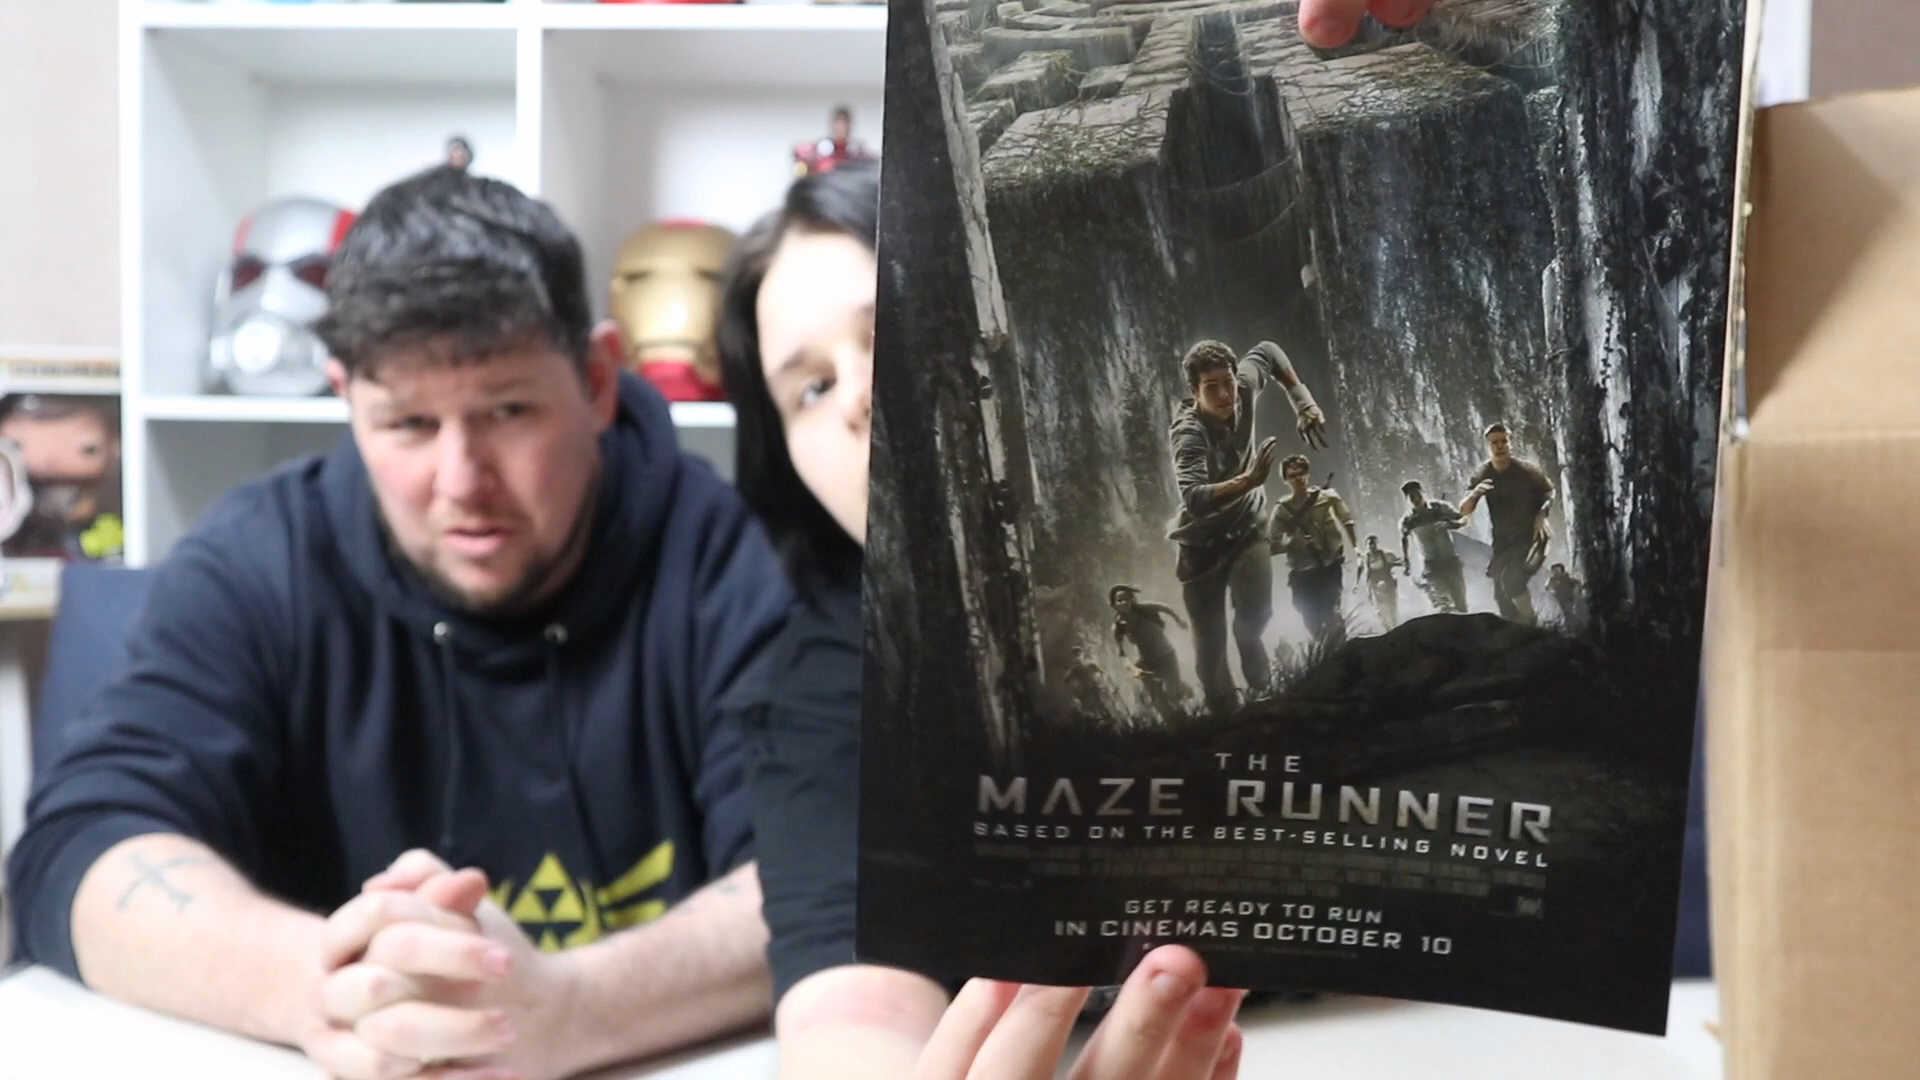 THE
MAZE RUNNER
BASED ON THE BEST-SELLING NOVEL
GET READY TO RUN
IN CINEMAS OCTOBER 10